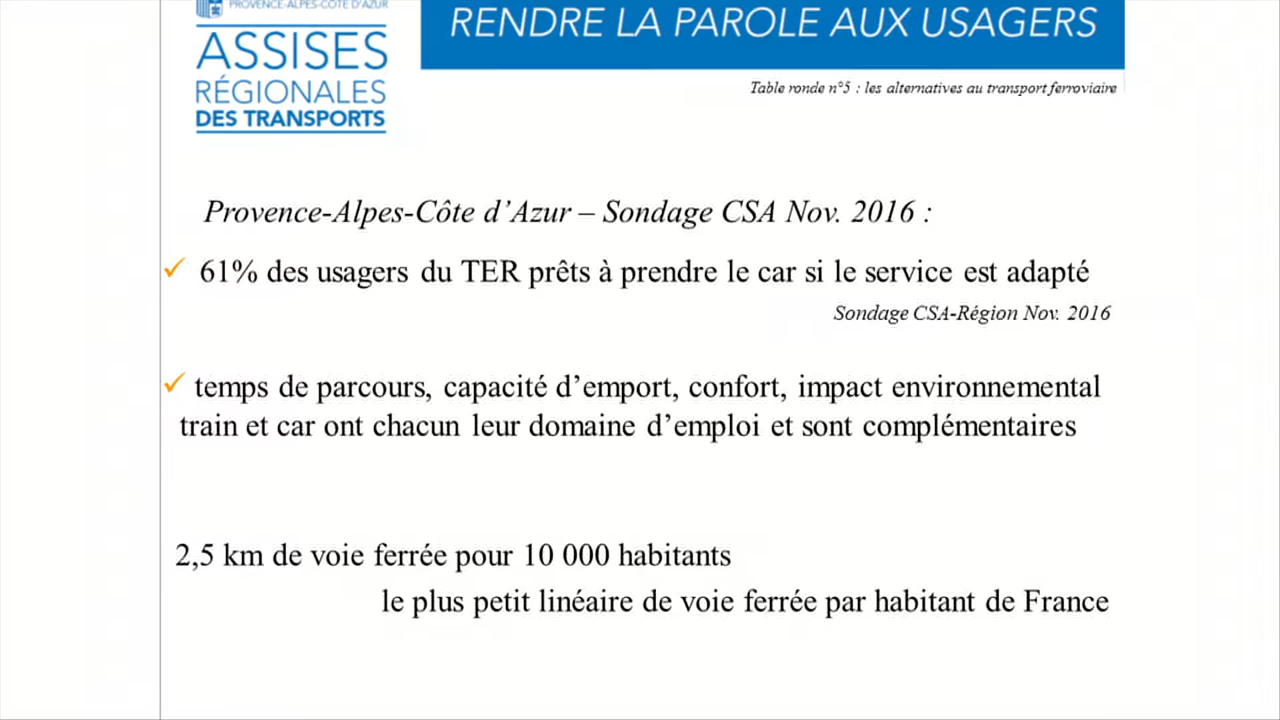 PROVENCE-ALPES-CÔTE D'AZUR
ASSISES
RÉGIONALES
DES TRANSPORTS
RENDRE LA PAROLE AUX USAGERS
Table ronde n°5 : les alternatives au transport ferroviaire
Provence-Alpes-Côte d’Azur – Sondage CSA Nov. 2016 :
✓ 61% des usagers du TER prêts à prendre le car si le service est adapté
Sondage CSA-Région Nov. 2016
✓ temps de parcours, capacité d’emport, confort, impact environnemental
train et car ont chacun leur domaine d’emploi et sont complémentaires
2,5 km de voie ferrée pour 10 000 habitants
le plus petit linéaire de voie ferrée par habitant de France